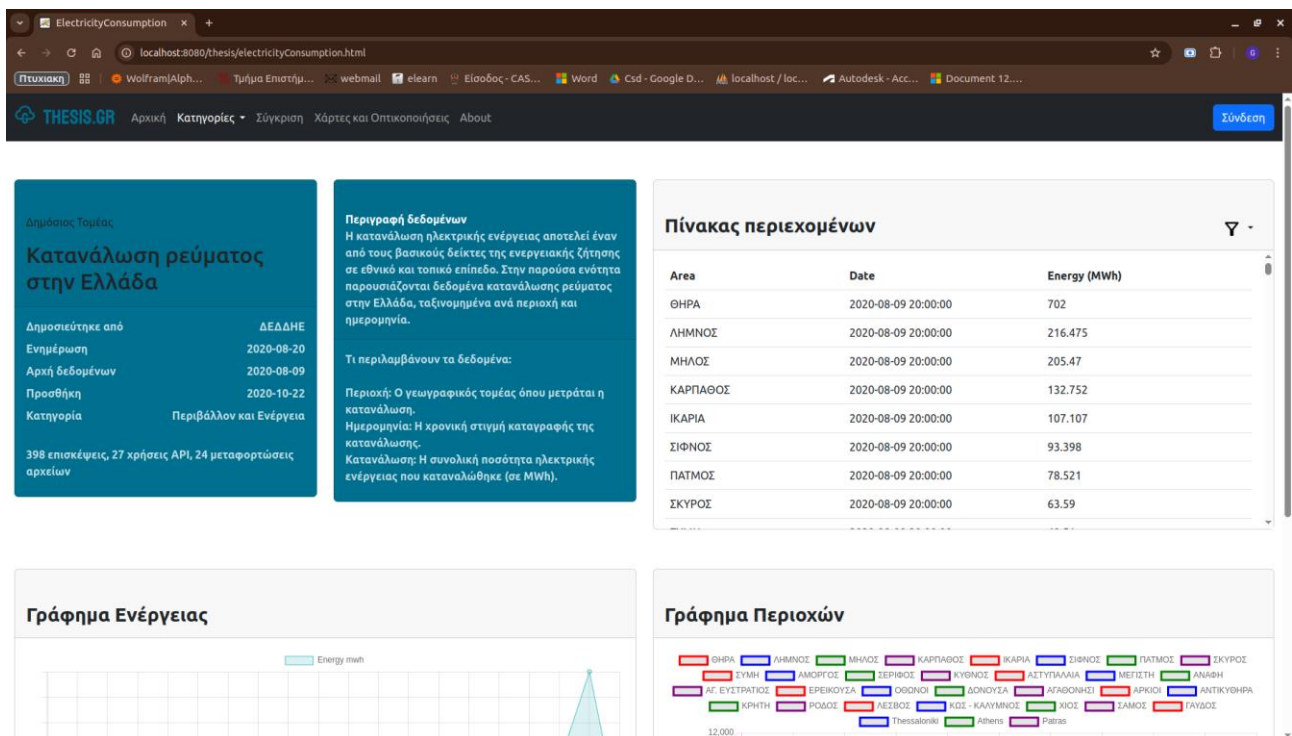 ElectricityConsumption
localhost:8080/thesis/electricityConsumption.html
G
Πτυχιακη
Wolfram|Alph...
Τμήμα Επιστήμ...
webmail
elearn
Είσοδος - CAS...
Word
Csd - Google D...
localhost / loc...
Autodesk - Acc...
Document 12....
THESIS.GR
Αρχική
Κατηγορίες
Σύγκριση
Χάρτες και Οπτικοποιήσεις
About
Σύνδεση
Δημόσιος Τομέας
Κατανάλωση ρεύματος
στην Ελλάδα
Δημοσιεύτηκε από ΔΕΔΔΗΕ
Ενημέρωση 2020-08-20
Αρχή δεδομένων 2020-08-09
Προσθήκη 2020-10-22
Κατηγορία Περιβάλλον και Ενέργεια
398 επισκέψεις, 27 χρήσεις API, 24 μεταφορτώσεις
αρχείων
Περιγραφή δεδομένων
Η κατανάλωση ηλεκτρικής ενέργειας αποτελεί έναν
από τους βασικούς δείκτες της ενεργειακής ζήτησης
σε εθνικό και τοπικό επίπεδο. Στην παρούσα ενότητα
παρουσιάζονται δεδομένα κατανάλωσης ρεύματος
στην Ελλάδα, ταξινομημένα ανά περιοχή και
ημερομηνία.
Τι περιλαμβάνουν τα δεδομένα:
Περιοχή: Ο γεωγραφικός τομέας όπου μετράται η
κατανάλωση.
Ημερομηνία: Η χρονική στιγμή καταγραφής της
κατανάλωσης.
Κατανάλωση: Η συνολική ποσότητα ηλεκτρικής
ενέργειας που καταναλώθηκε (σε MWh).
Πίνακας περιεχομένων
Area Date Energy (MWh)
ΘΗΡΑ 2020-08-09 20:00:00 702
ΛΗΜΝΟΣ 2020-08-09 20:00:00 216.475
ΜΗΛΟΣ 2020-08-09 20:00:00 205.47
ΚΑΡΠΑΘΟΣ 2020-08-09 20:00:00 132.752
ΙΚΑΡΙΑ 2020-08-09 20:00:00 107.107
ΣΙΦΝΟΣ 2020-08-09 20:00:00 93.398
ΠΑΤΜΟΣ 2020-08-09 20:00:00 78.521
ΣΚΥΡΟΣ 2020-08-09 20:00:00 63.59
Γράφημα Ενέργειας
Energy mwh
Γράφημα Περιοχών
ΘΗΡΑ ΛΗΜΝΟΣ ΜΗΛΟΣ ΚΑΡΠΑΘΟΣ ΙΚΑΡΙΑ ΣΙΦΝΟΣ ΠΑΤΜΟΣ ΣΚΥΡΟΣ
ΣΥΜΗ ΑΜΟΡΓΟΣ ΣΕΡΙΦΟΣ ΚΥΘΝΟΣ ΑΣΤΥΠΑΛΑΙΑ ΜΕΓΙΣΤΗ ΑΝΑΦΗ
ΑΓ. ΕΥΣΤΡΑΤΙΟΣ ΕΡΕΙΚΟΥΣΑ ΟΘΩΝΟΙ ΔΟΝΟΥΣΑ ΑΓΑΘΟΝΗΣΙ ΑΡΚΙΟΙ ΑΝΤΙΚΥΘΗΡΑ
ΚΡΗΤΗ ΡΟΔΟΣ ΛΕΣΒΟΣ ΚΩΣ - ΚΑΛΥΜΝΟΣ ΧΙΟΣ ΣΑΜΟΣ ΓΑΥΔΟΣ
Thessaloniki Athens Patras
12,000